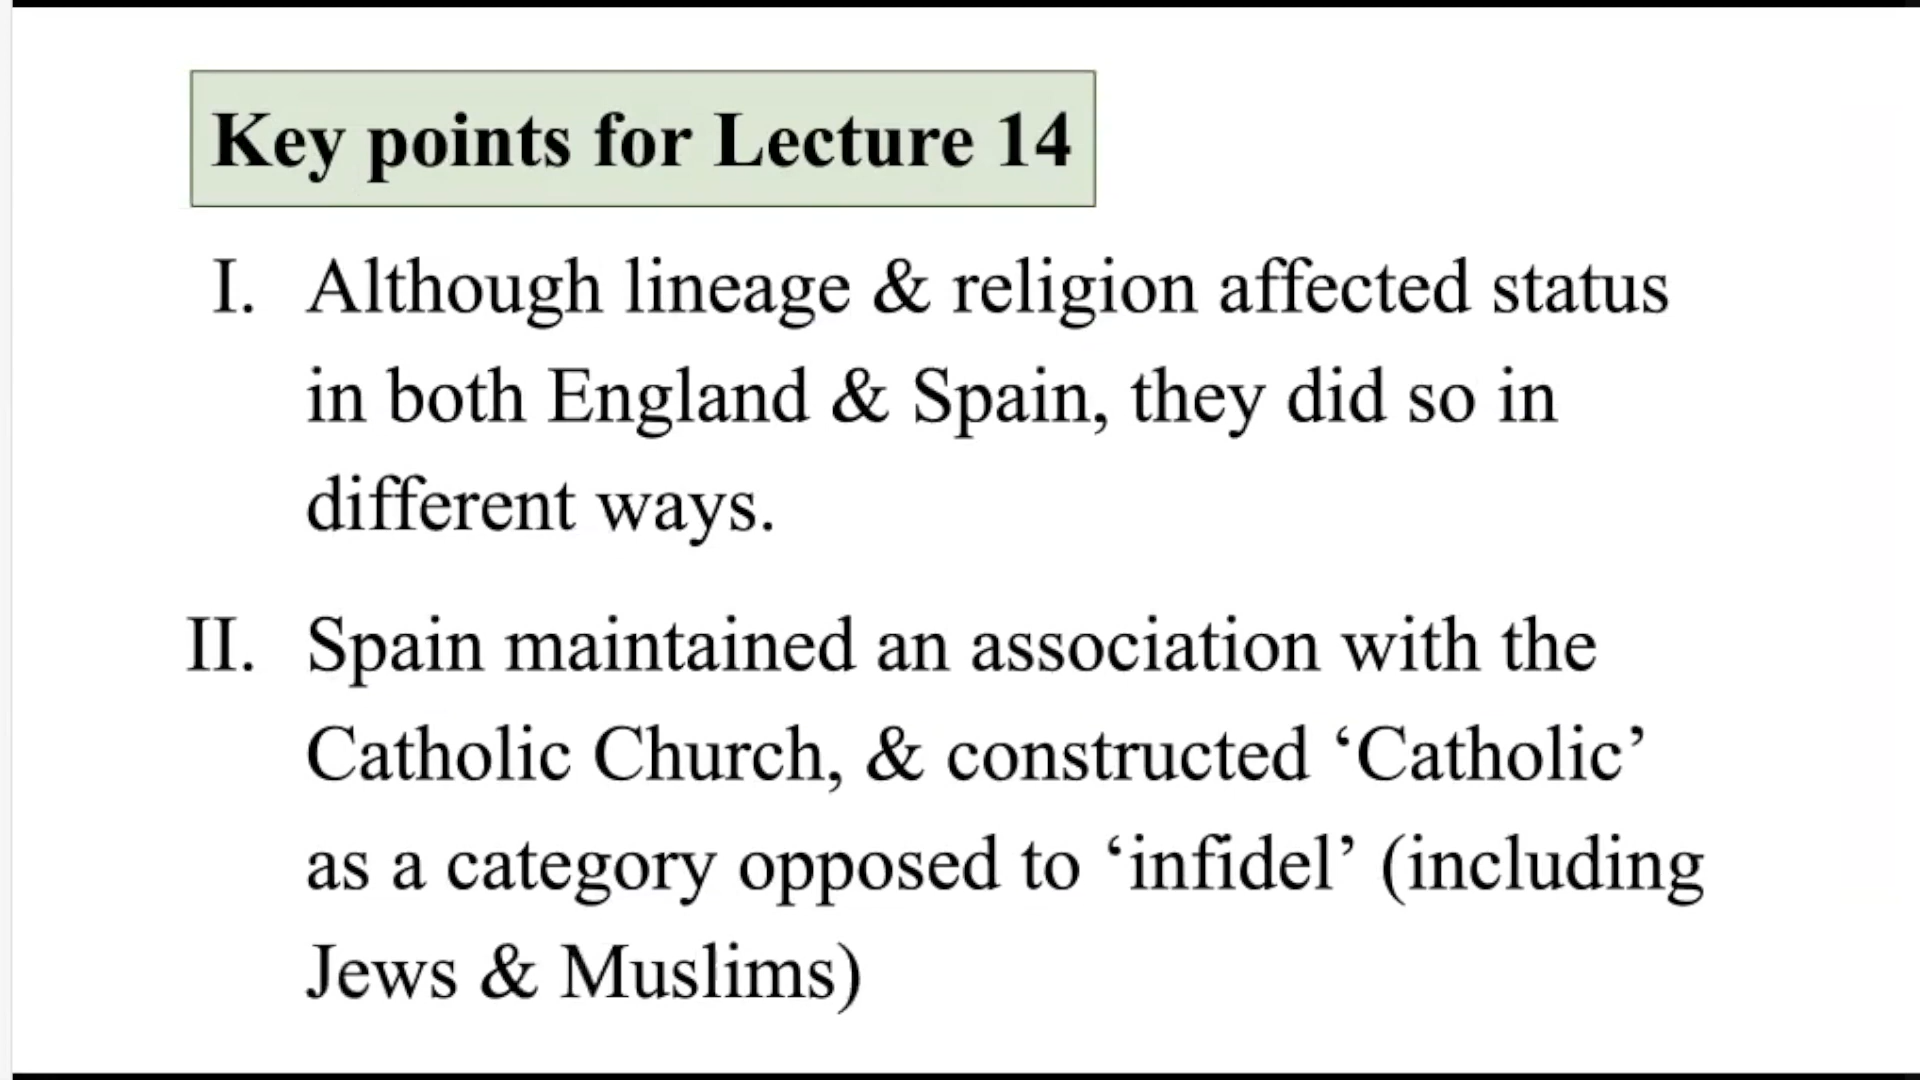 Key points for Lecture 14
I. Although lineage & religion affected status
in both England & Spain, they did so in
different ways.
II. Spain maintained an association with the
Catholic Church, & constructed ‘Catholic’
as a category opposed to ‘infidel’ (including
Jews & Muslims)